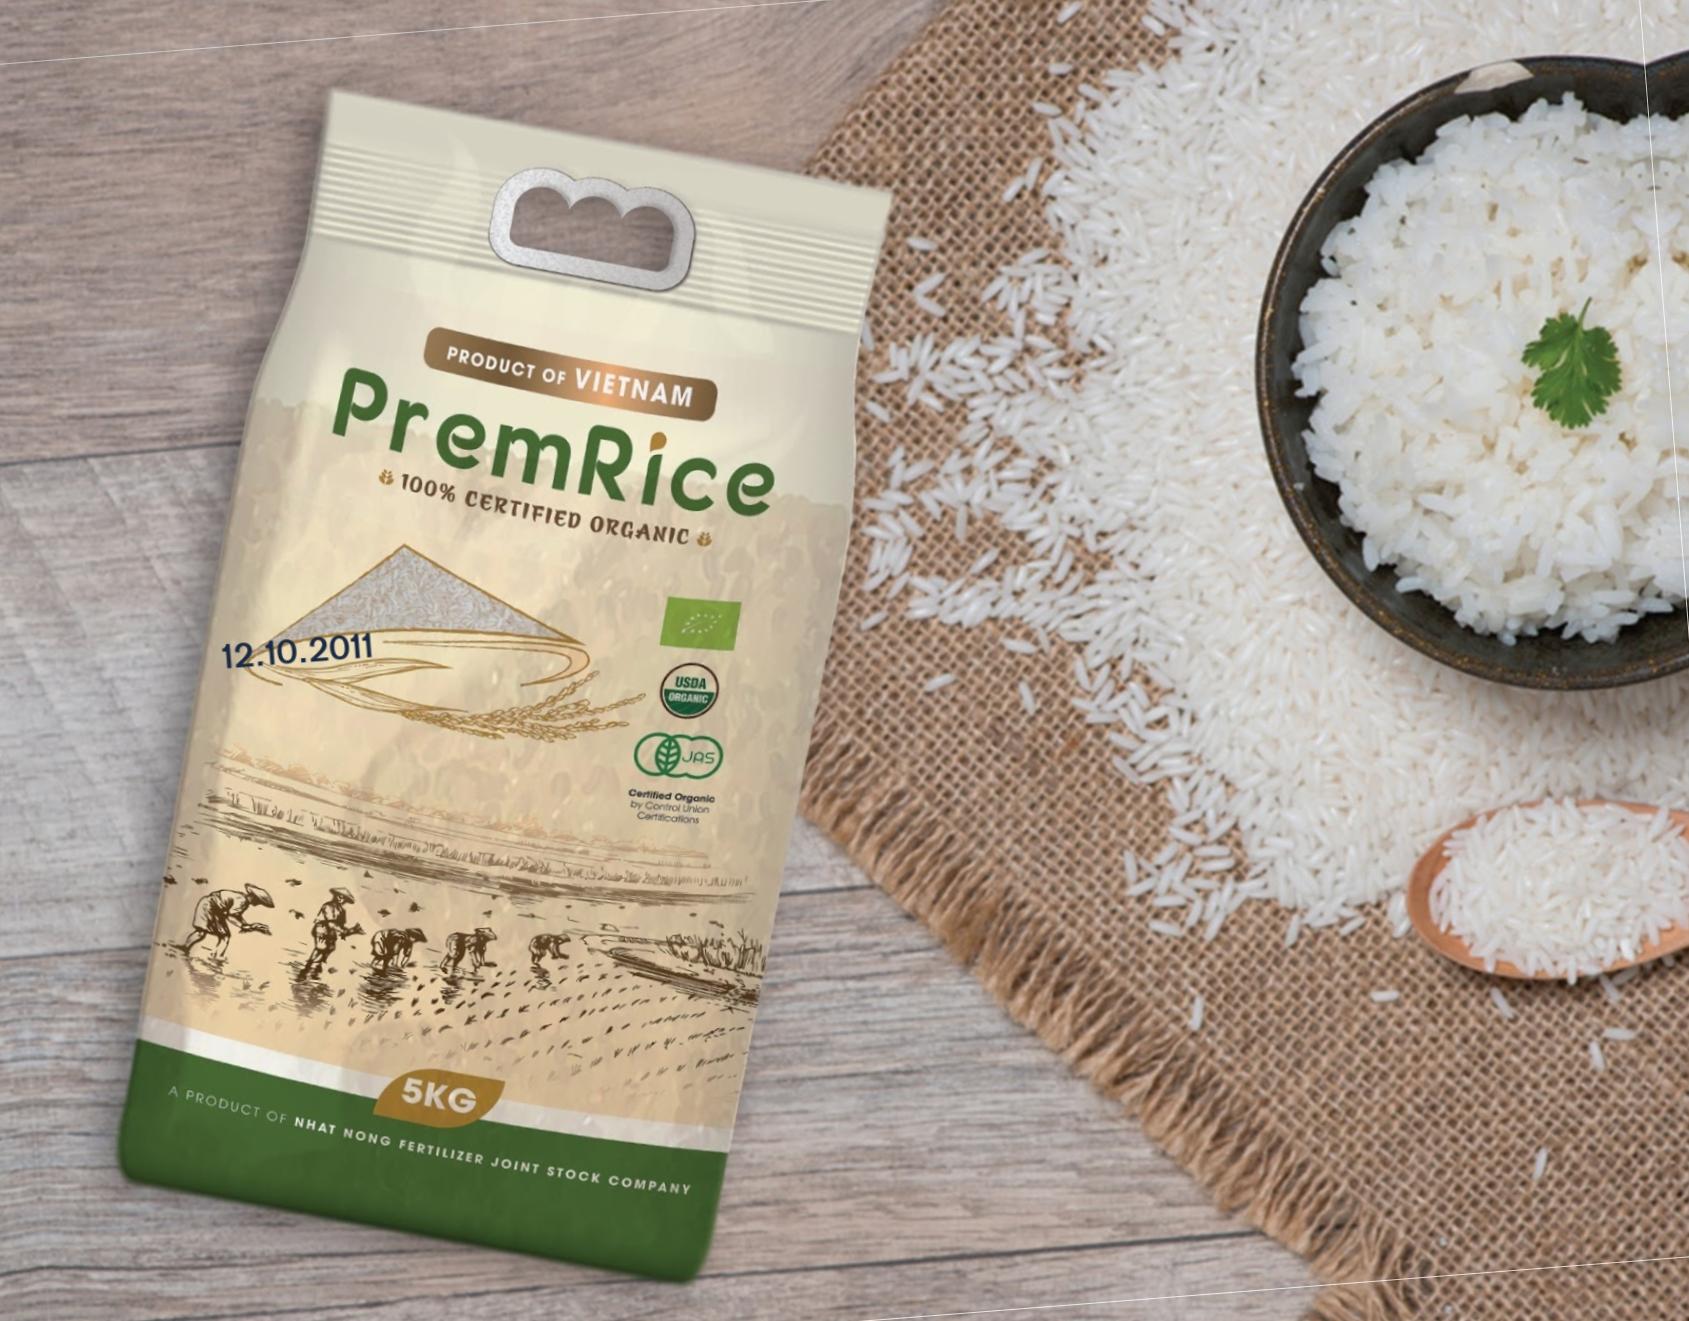 PRODUCT OF VIETNAM
PremRice
100% CERTIFIED ORGANIC
12.10.2011
USDA
ORGANIC
JAS
Certified Organic
by Control Union
Certifications
5KG
A PRODUCT OF NHAT NONG FERTILIZER JOINT STOCK COMPANY